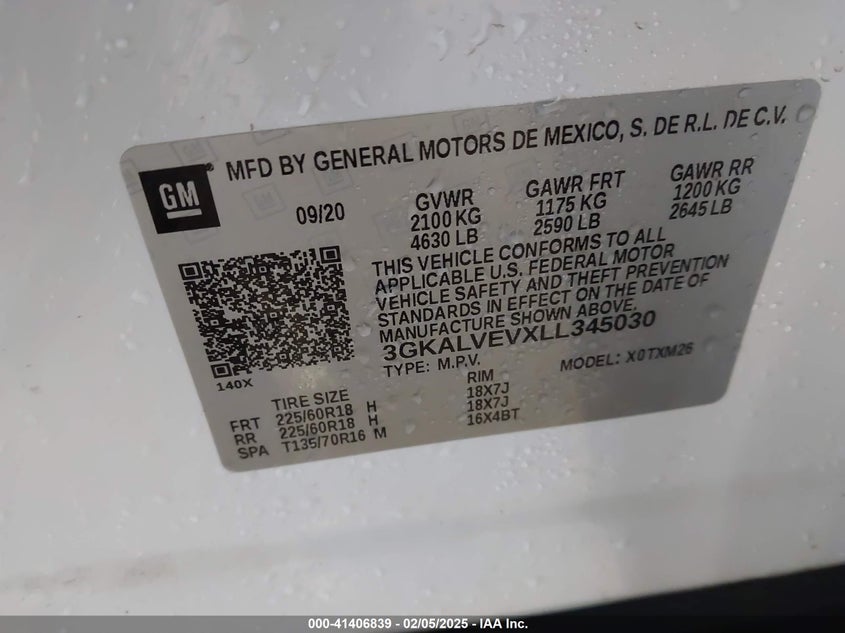 MFD BY GENERAL MOTORS DE MEXICO, S. DE R.L. DE C.V.
GM
09/20
GVWR
2100 KG
4630 LB
GAWR FRT
1175 KG
2590 LB
GAWR RR
1200 KG
2645 LB
THIS VEHICLE CONFORMS TO ALL
APPLICABLE U.S. FEDERAL MOTOR
VEHICLE SAFETY AND THEFT PREVENTION
STANDARDS IN EFFECT ON THE DATE OF
MANUFACTURE SHOWN ABOVE.
3GKALVEVXLL345030
TYPE: M.P.V.
MODEL: X0TXM26
140X
TIRE SIZE
RIM
FRT 225/60R18 H 18X7J
RR 225/60R18 H 18X7J
SPA T135/70R16 M 16X4BT
000-41406839 - 02/05/2025 - IAA Inc.